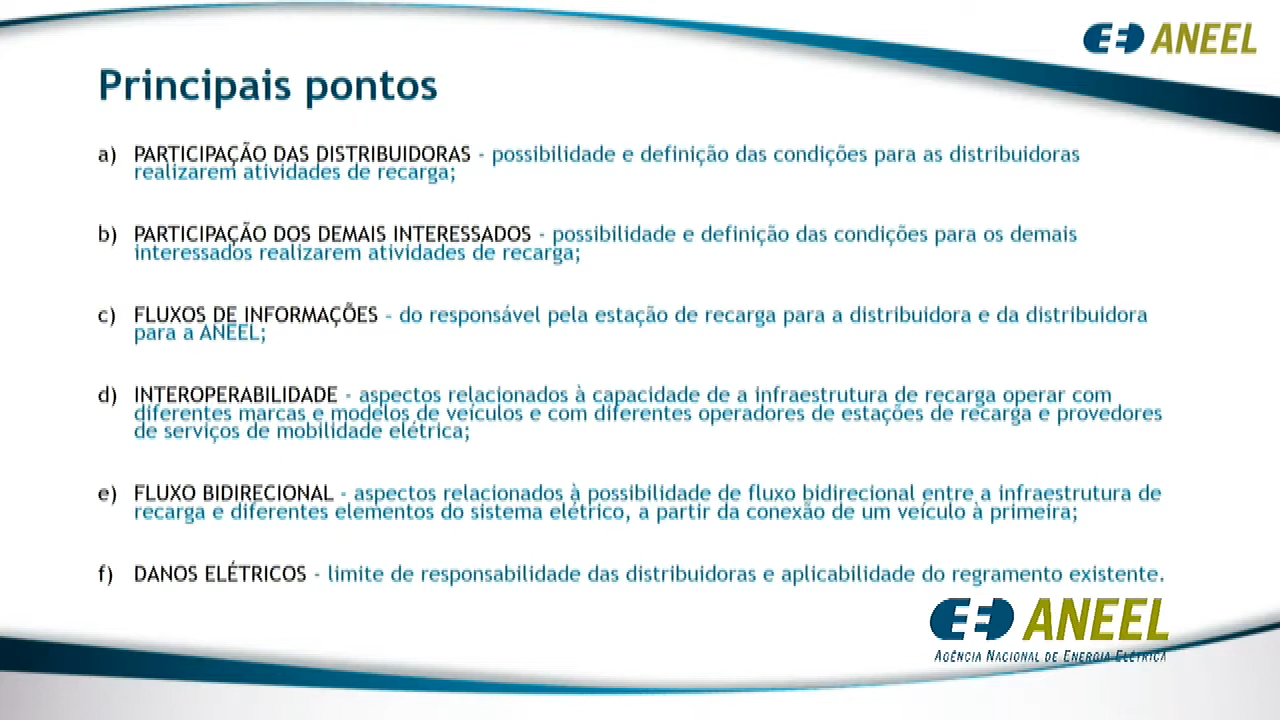 ANEEL
Principais pontos
a) PARTICIPAÇÃO DAS DISTRIBUIDORAS - possibilidade e definição das condições para as distribuidoras
realizarem atividades de recarga;
b) PARTICIPAÇÃO DOS DEMAIS INTERESSADOS - possibilidade e definição das condições para os demais
interessados realizarem atividades de recarga;
c) FLUXOS DE INFORMAÇÕES - do responsável pela estação de recarga para a distribuidora e da distribuidora
para a ANEEL;
d) INTEROPERABILIDADE - aspectos relacionados à capacidade de a infraestrutura de recarga operar com
diferentes marcas e modelos de veículos e com diferentes operadores de estações de recarga e provedores
de serviços de mobilidade elétrica;
e) FLUXO BIDIRECIONAL - aspectos relacionados à possibilidade de fluxo bidirecional entre a infraestrutura de
recarga e diferentes elementos do sistema elétrico, a partir da conexão de um veículo à primeira;
f) DANOS ELÉTRICOS - limite de responsabilidade das distribuidoras e aplicabilidade do regramento existente.
ANEEL
AGÊNCIA NACIONAL DE ENERGIA ELÉTRICA